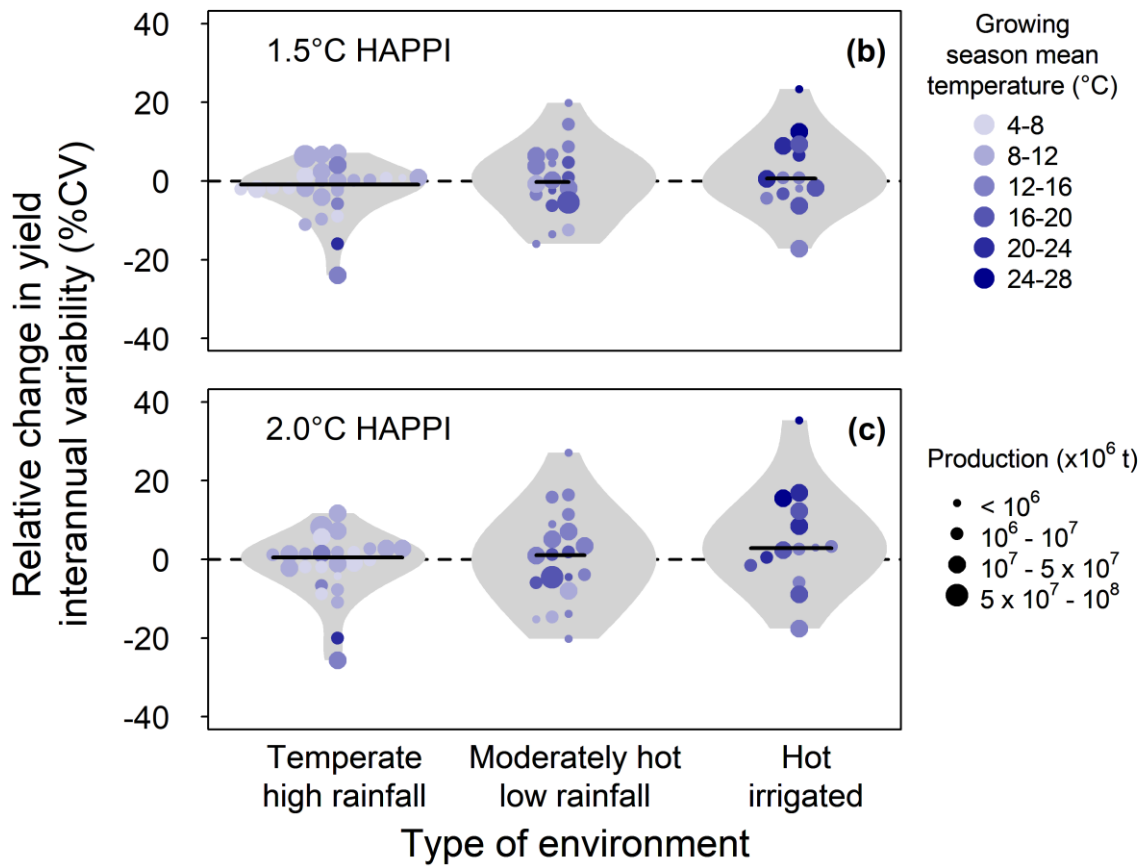 Relative change in yield
interannual variability (%CV)
40
20
0
-20
-40
1.5°C HAPPI
(b)
Growing
season mean
temperature (°C)
4-8
8-12
12-16
16-20
20-24
24-28
40
20
0
-20
-40
2.0°C HAPPI
(c)
Production (x10⁶ t)
< 10⁶
10⁶ - 10⁷
10⁷ - 5 x 10⁷
5 x 10⁷ - 10⁸
Temperate
high rainfall
Moderately hot
low rainfall
Hot
irrigated
Type of environment